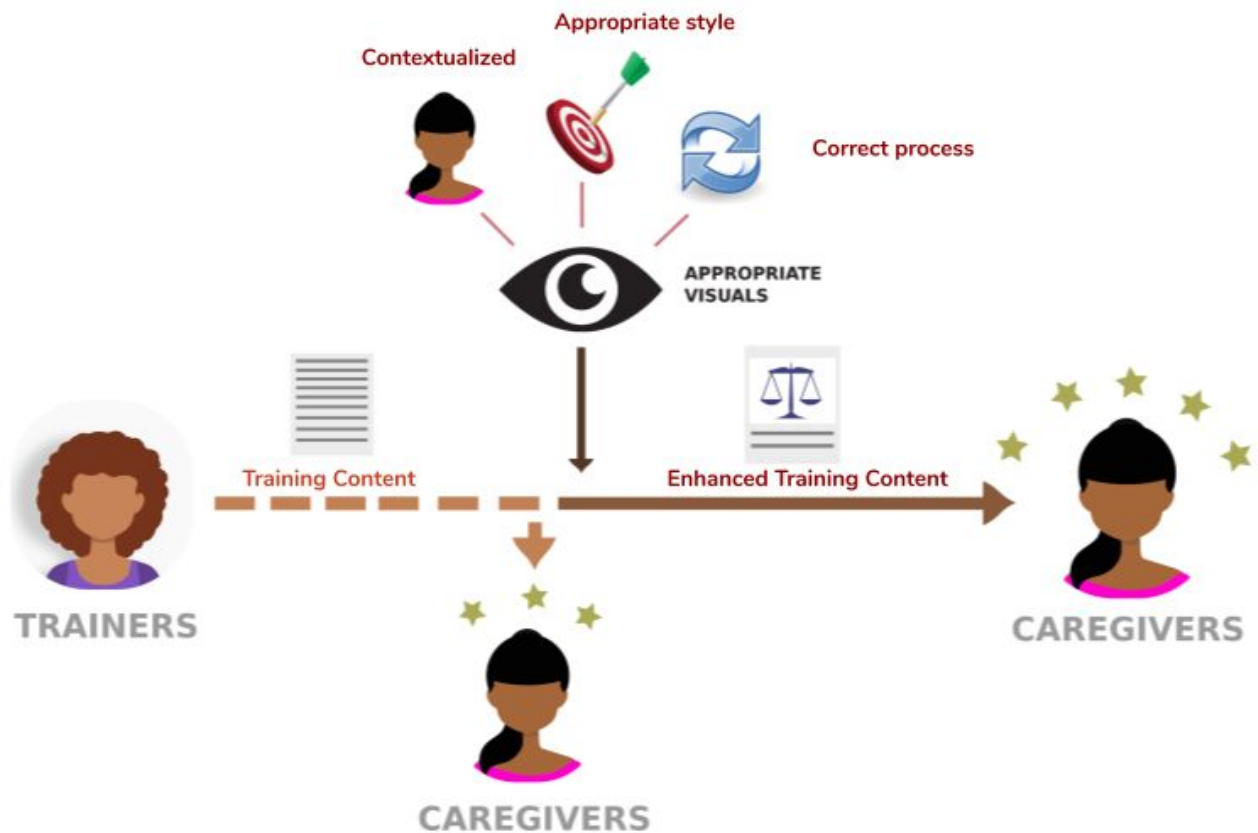 Appropriate style
Contextualized
Correct process
APPROPRIATE
VISUALS
Training Content
Enhanced Training Content
TRAINERS
CAREGIVERS
CAREGIVERS